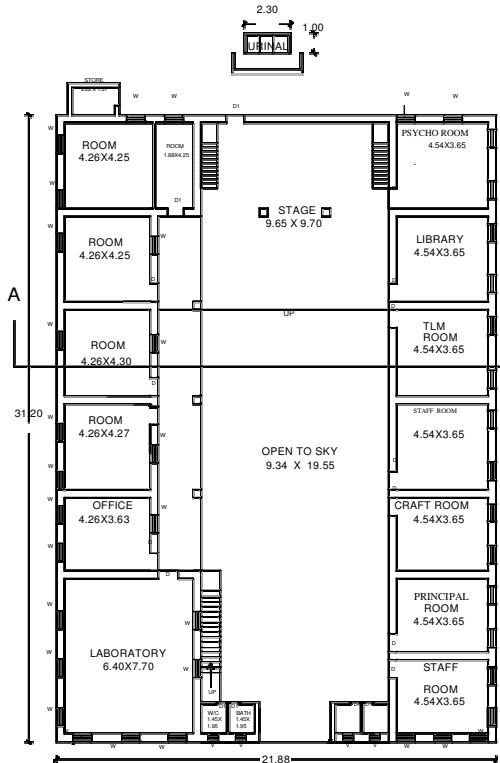 2.30
1.00
URINAL
STORE
W
W
W
W
D1
W
W
ROOM
4.26X4.25
ROOM
1.88X4.25
D1
PSYCHO ROOM
4.54X3.65
STAGE
9.65 X 9.70
ROOM
4.26X4.25
D
W
W
LIBRARY
4.54X3.65
D
A
UP
D
ROOM
4.26X4.30
D
W
W
TLM
ROOM
4.54X3.65
31.20
ROOM
4.26X4.27
W
W
STAFF ROOM
4.54X3.65
D
OPEN TO SKY
9.34 X 19.55
OFFICE
4.26X3.63
D
W
W
D
CRAFT ROOM
4.54X3.65
D
LABORATORY
6.40X7.70
W
W
W
PRINCIPAL
ROOM
4.54X3.65
D
UP
STAFF
ROOM
4.54X3.65
D
W/C
1.45X
1.95
BATH
1.45X
1.95
W
W
W
V
V
V
V
W
W
21.88